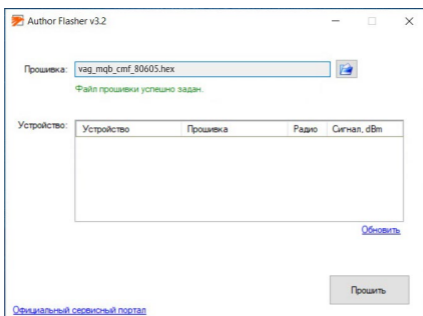 Author Flasher v3.2
Прошивка: vag_mqb_cmf_80605.hex
Файл прошивки успешно задан.
Устройство: Устройство Прошивка Радио Сигнал, dBm
Обновить
Прошить
Официальный сервисный портал